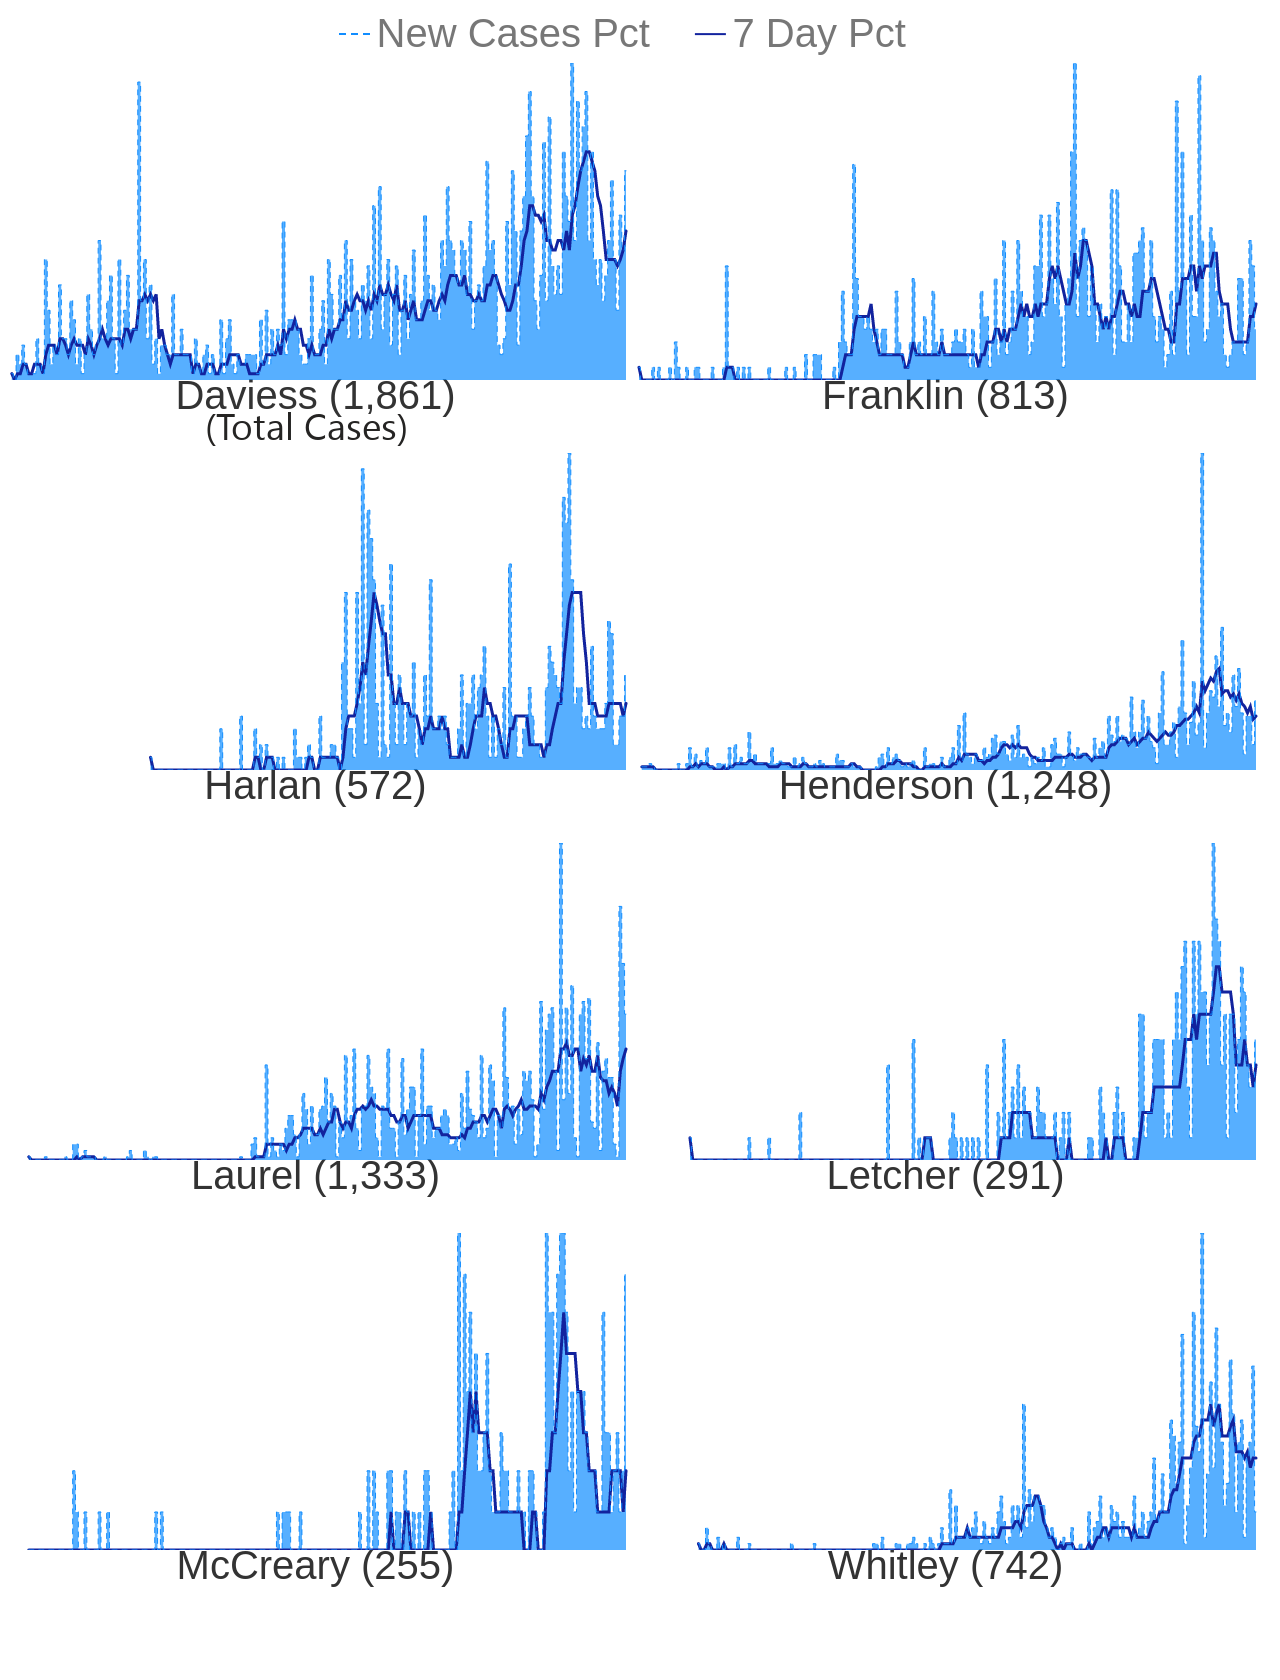 New Cases Pct 7 Day Pct
Daviess (1,861) Franklin (813)
(Total Cases)
Harlan (572) Henderson (1,248)
Laurel (1,333) Letcher (291)
McCreary (255) Whitley (742)